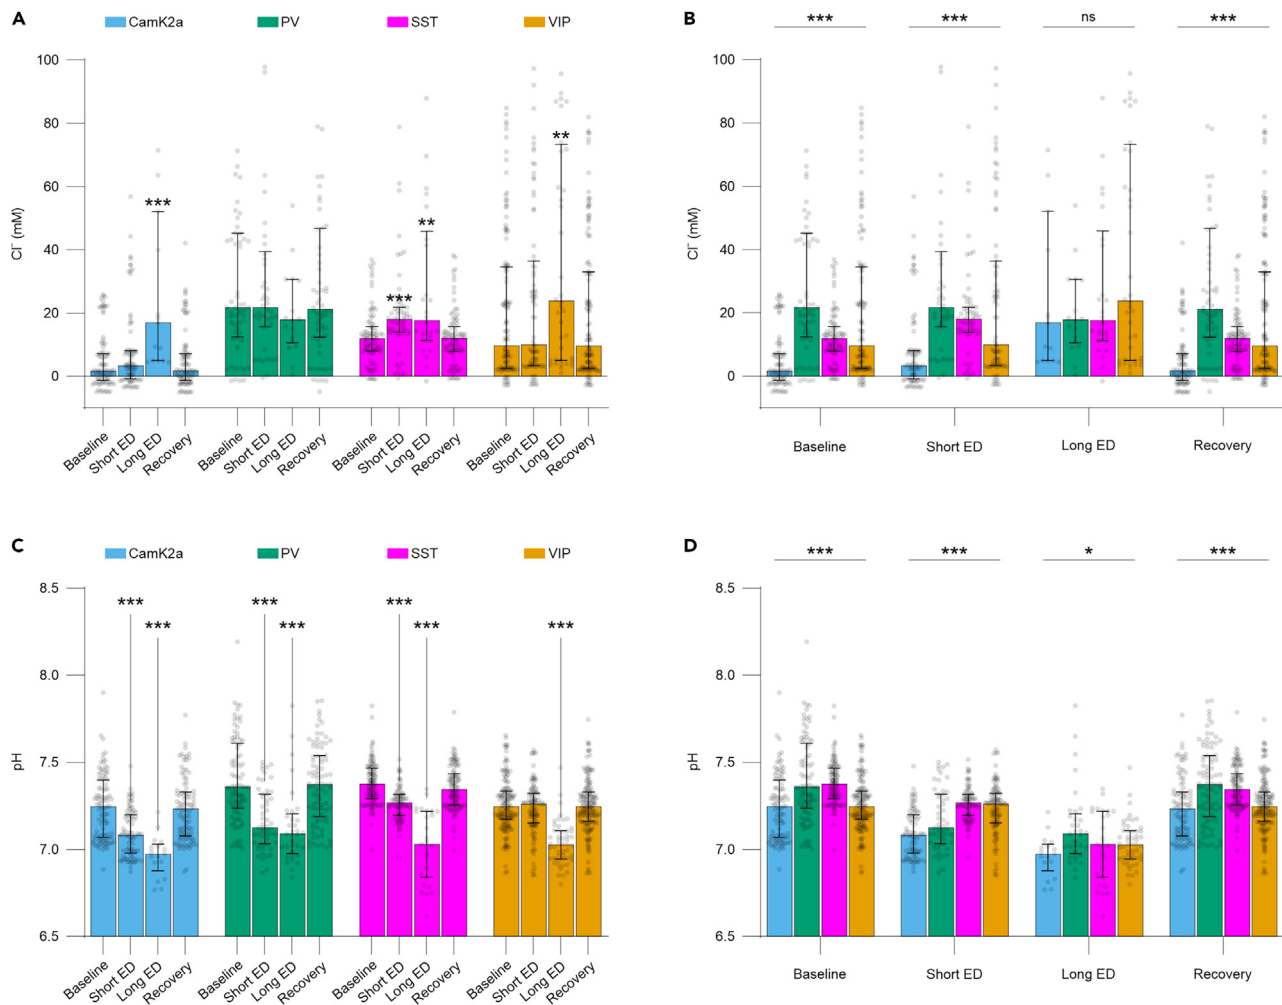 A
CamK2a PV SST VIP
Cl⁻ (mM)
100
80
60
40
20
0
*** *** ** **
Baseline Short ED Long ED Recovery Baseline Short ED Long ED Recovery Baseline Short ED Long ED Recovery Baseline Short ED Long ED Recovery
B
*** *** ns ***
Cl⁻ (mM)
100
80
60
40
20
0
Baseline Short ED Long ED Recovery
C
CamK2a PV SST VIP
pH
8.5
8.0
7.5
7.0
6.5
*** *** *** *** *** *** ***
Baseline Short ED Long ED Recovery Baseline Short ED Long ED Recovery Baseline Short ED Long ED Recovery Baseline Short ED Long ED Recovery
D
*** *** * ***
pH
8.5
8.0
7.5
7.0
6.5
Baseline Short ED Long ED Recovery